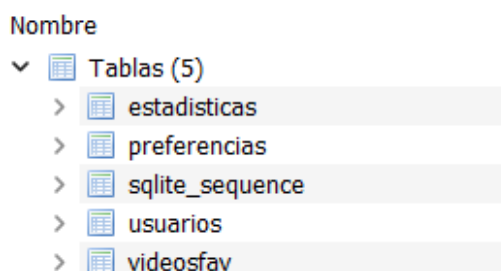 Nombre
Tablas (5)
estadisticas
preferencias
sqlite_sequence
usuarios
videosfav